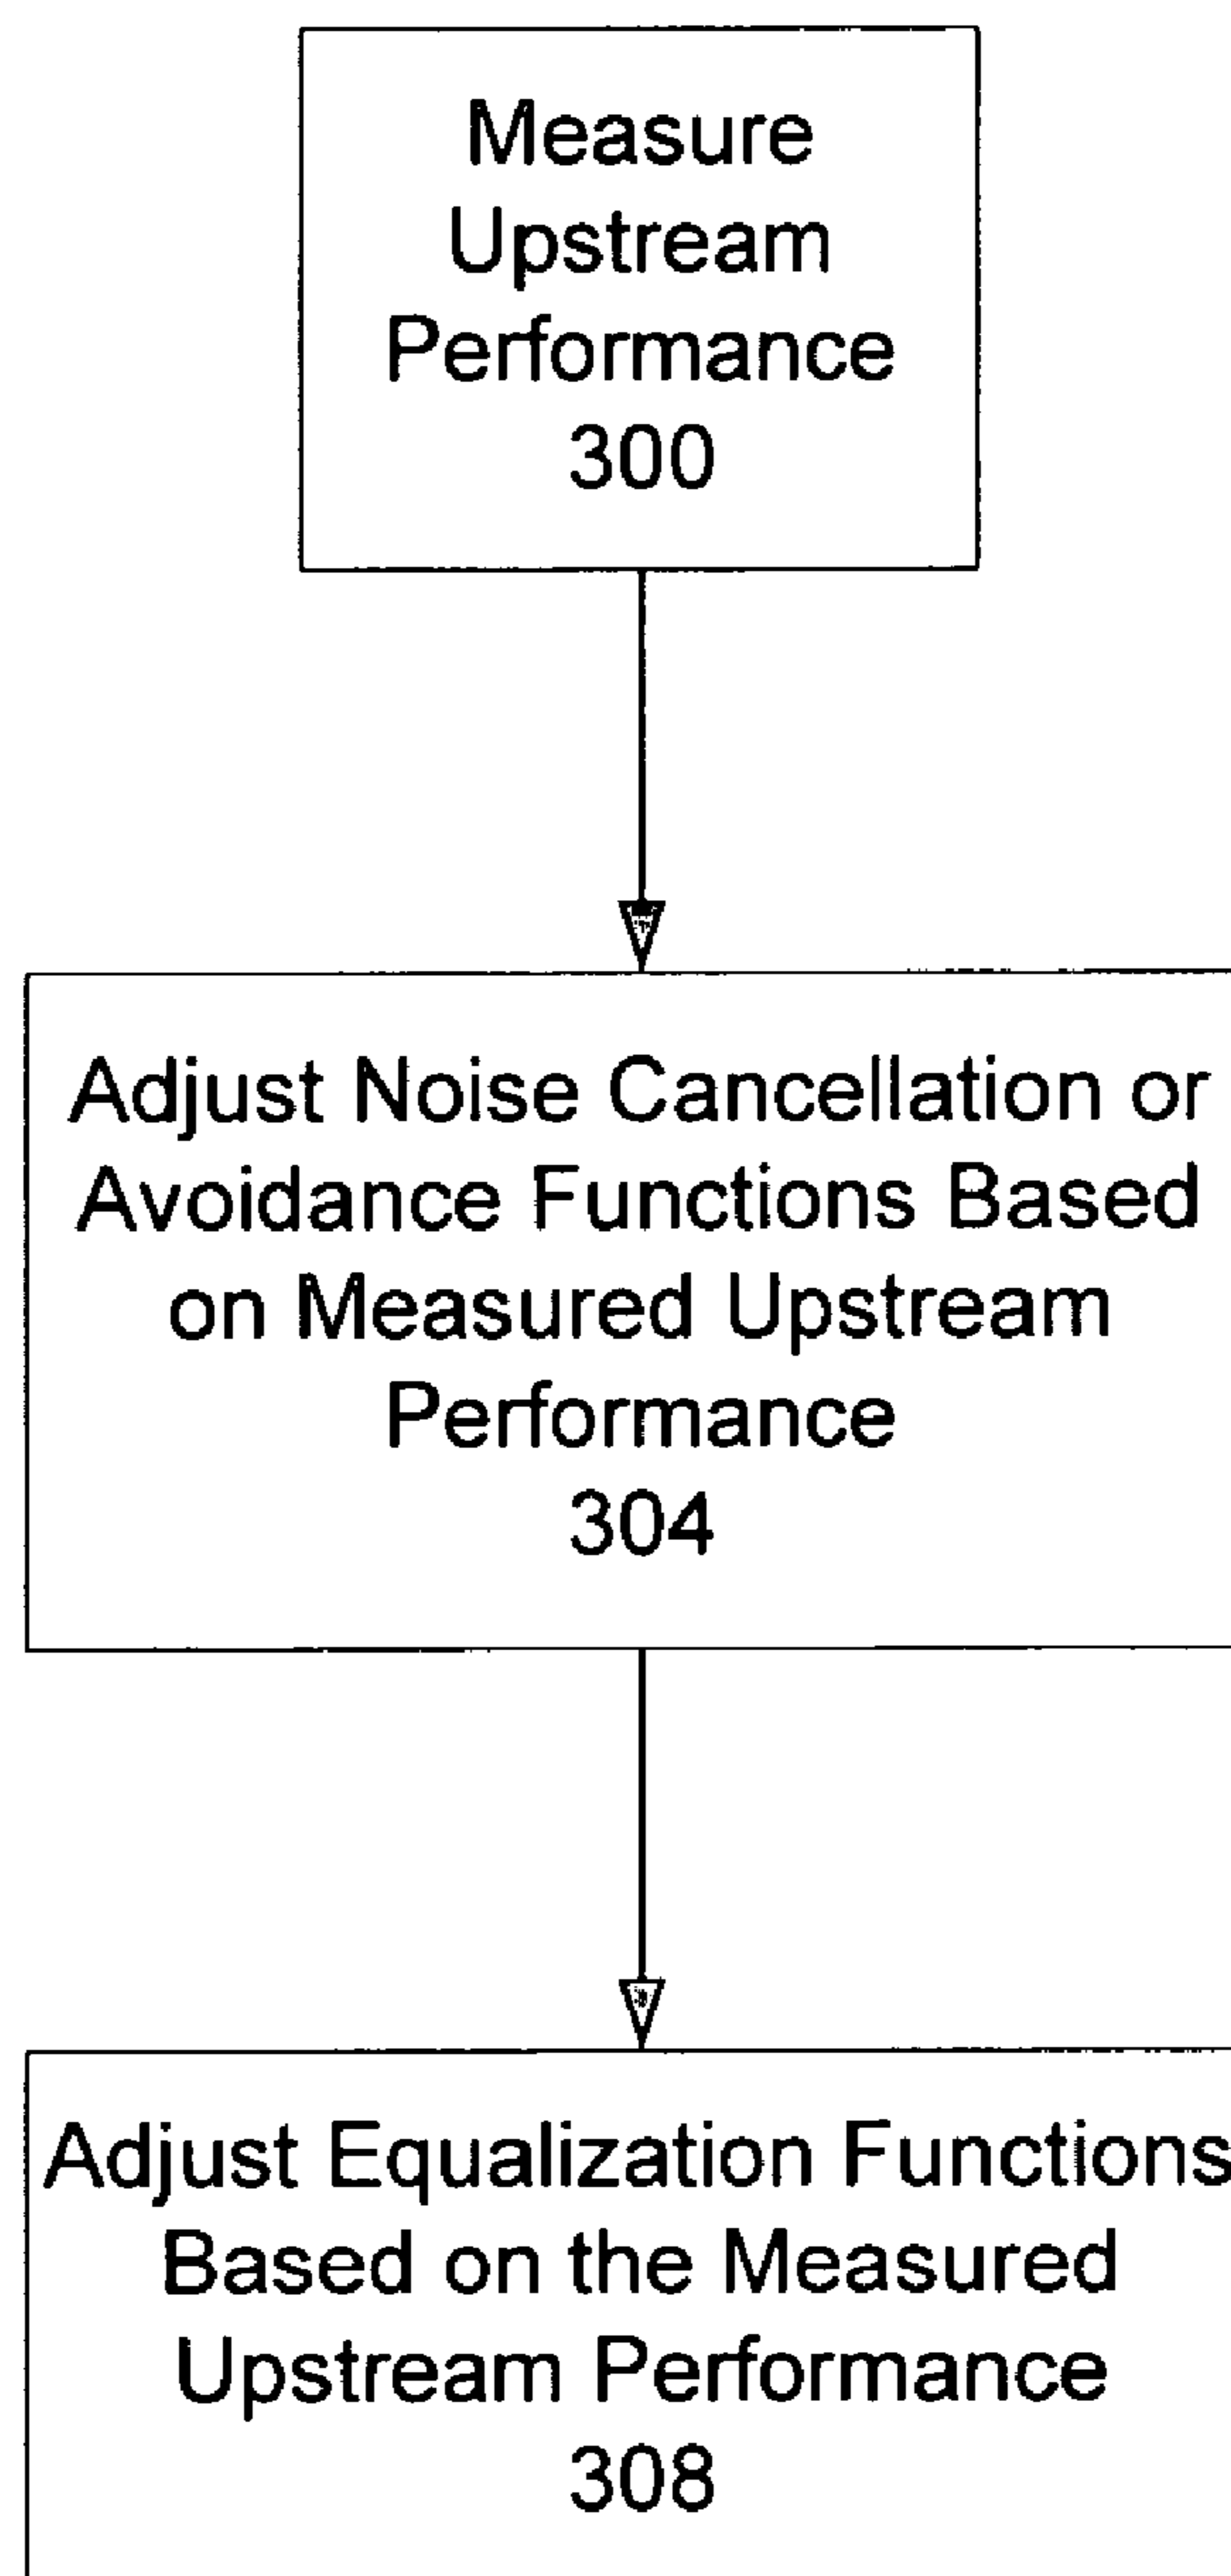 Measure
Upstream
Performance
300
Adjust Noise Cancellation or
Avoidance Functions Based
on Measured Upstream
Performance
304
Adjust Equalization Functions
Based on the Measured
Upstream Performance
308